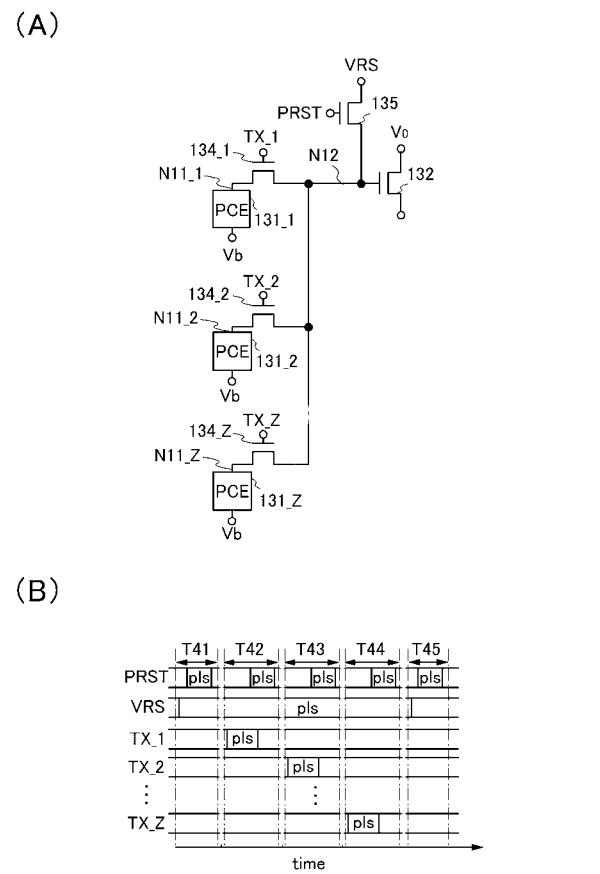 (A)
VRS
PRST
135
TX_1
V0
134_1
N12
N11_1
132
PCE
131_1
Vb
TX_2
134_2
N11_2
PCE
131_2
Vb
TX_Z
134_Z
N11_Z
PCE
131_Z
Vb
(B)
T41 T42 T43 T44 T45
PRST pls pls pls pls pls
VRS pls
TX_1 pls
TX_2 pls
⋮ ⋮
TX_Z pls
time